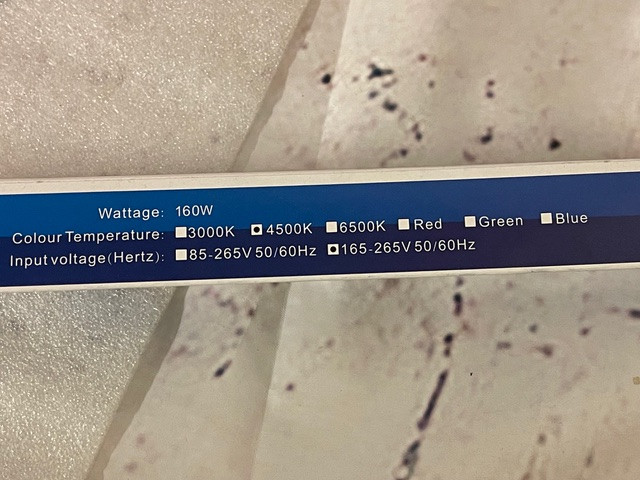 Wattage: 160W
Colour Temperature: 3000K 4500K 6500K Red Green Blue
Input voltage(Hertz): 85-265V 50/60Hz 165-265V 50/60Hz